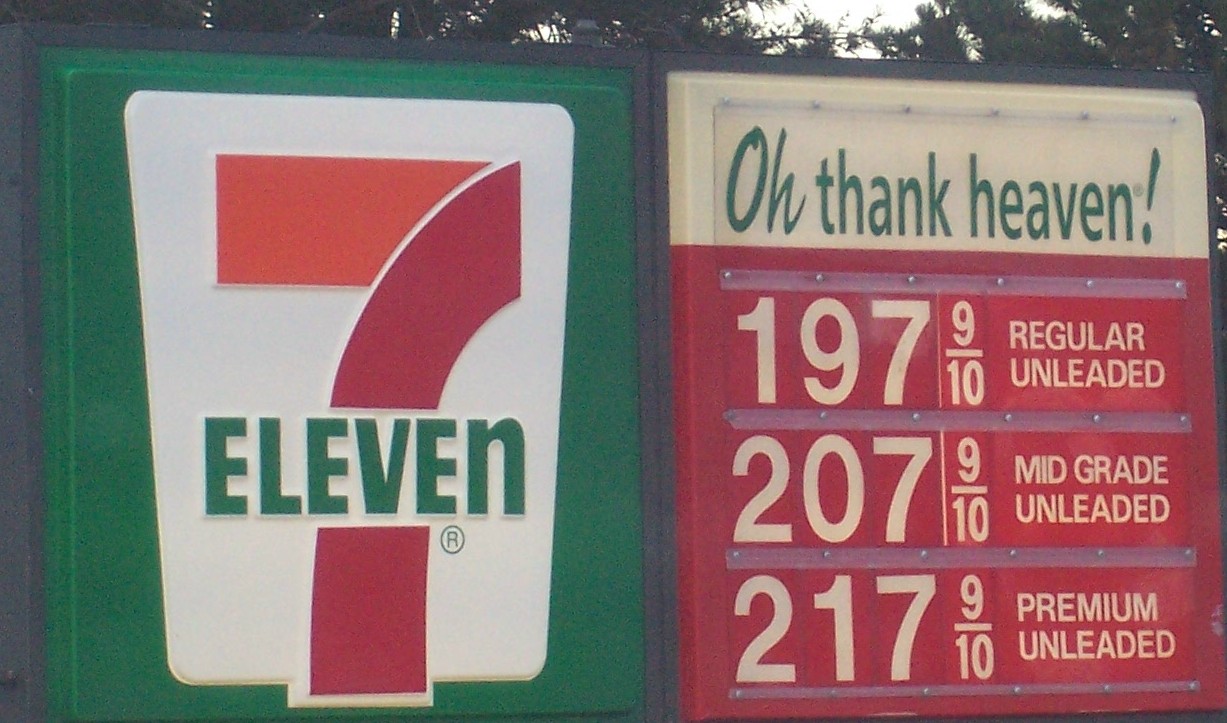 7
ELEVEn
®
Oh thank heaven®!
197 9/10 REGULAR UNLEADED
207 9/10 MID GRADE UNLEADED
217 9/10 PREMIUM UNLEADED